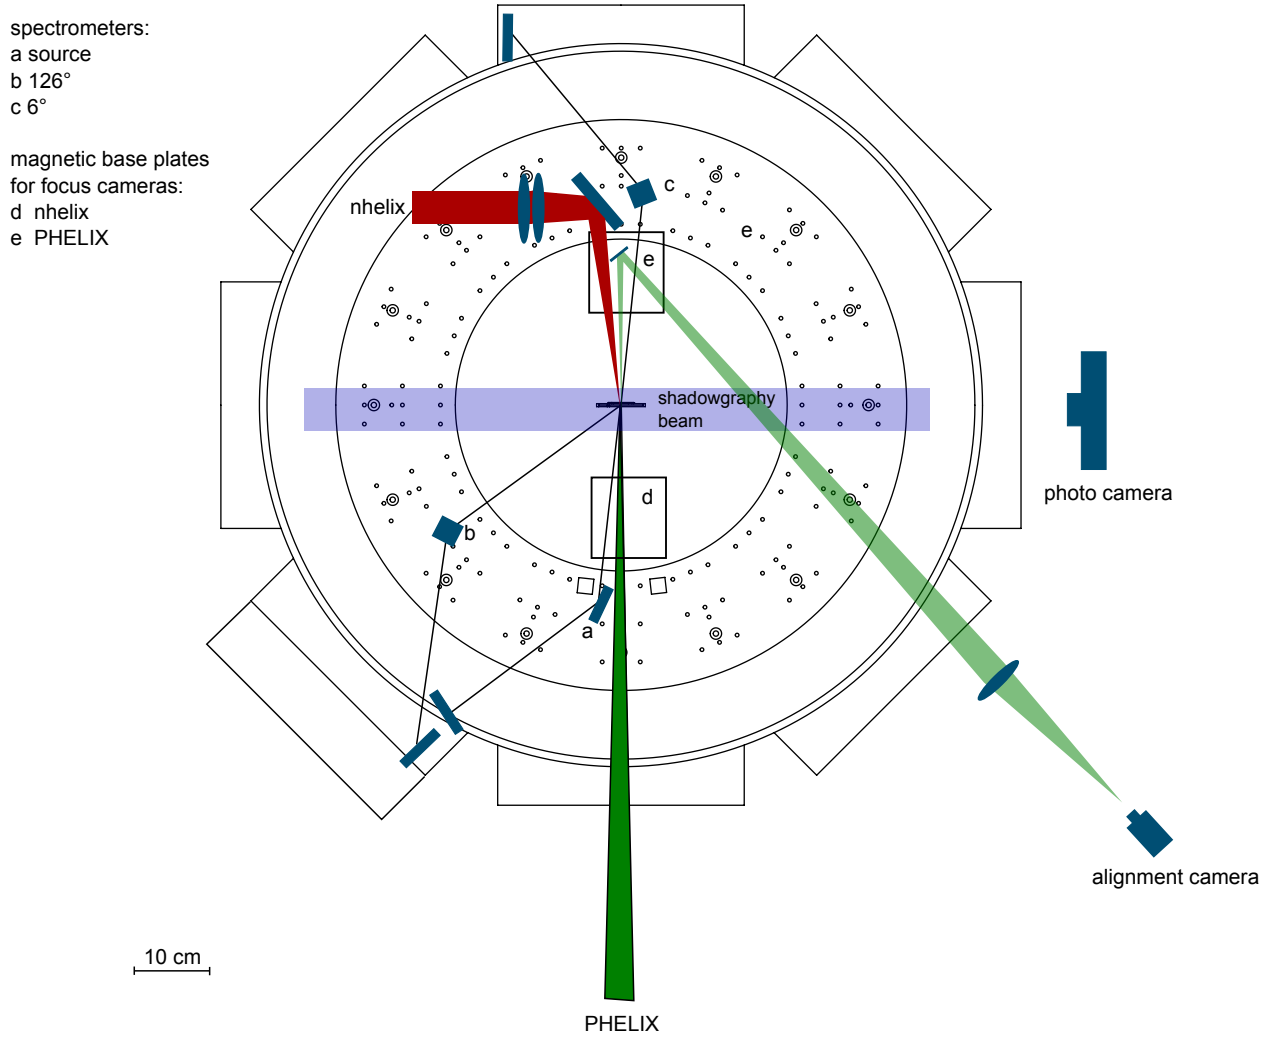 spectrometers:
a source
b 126°
c 6°
magnetic base plates
for focus cameras:
d nhelix
e PHELIX
c
nhelix
e
e
shadowgraphy
beam
photo camera
d
b
a
alignment camera
10 cm
PHELIX